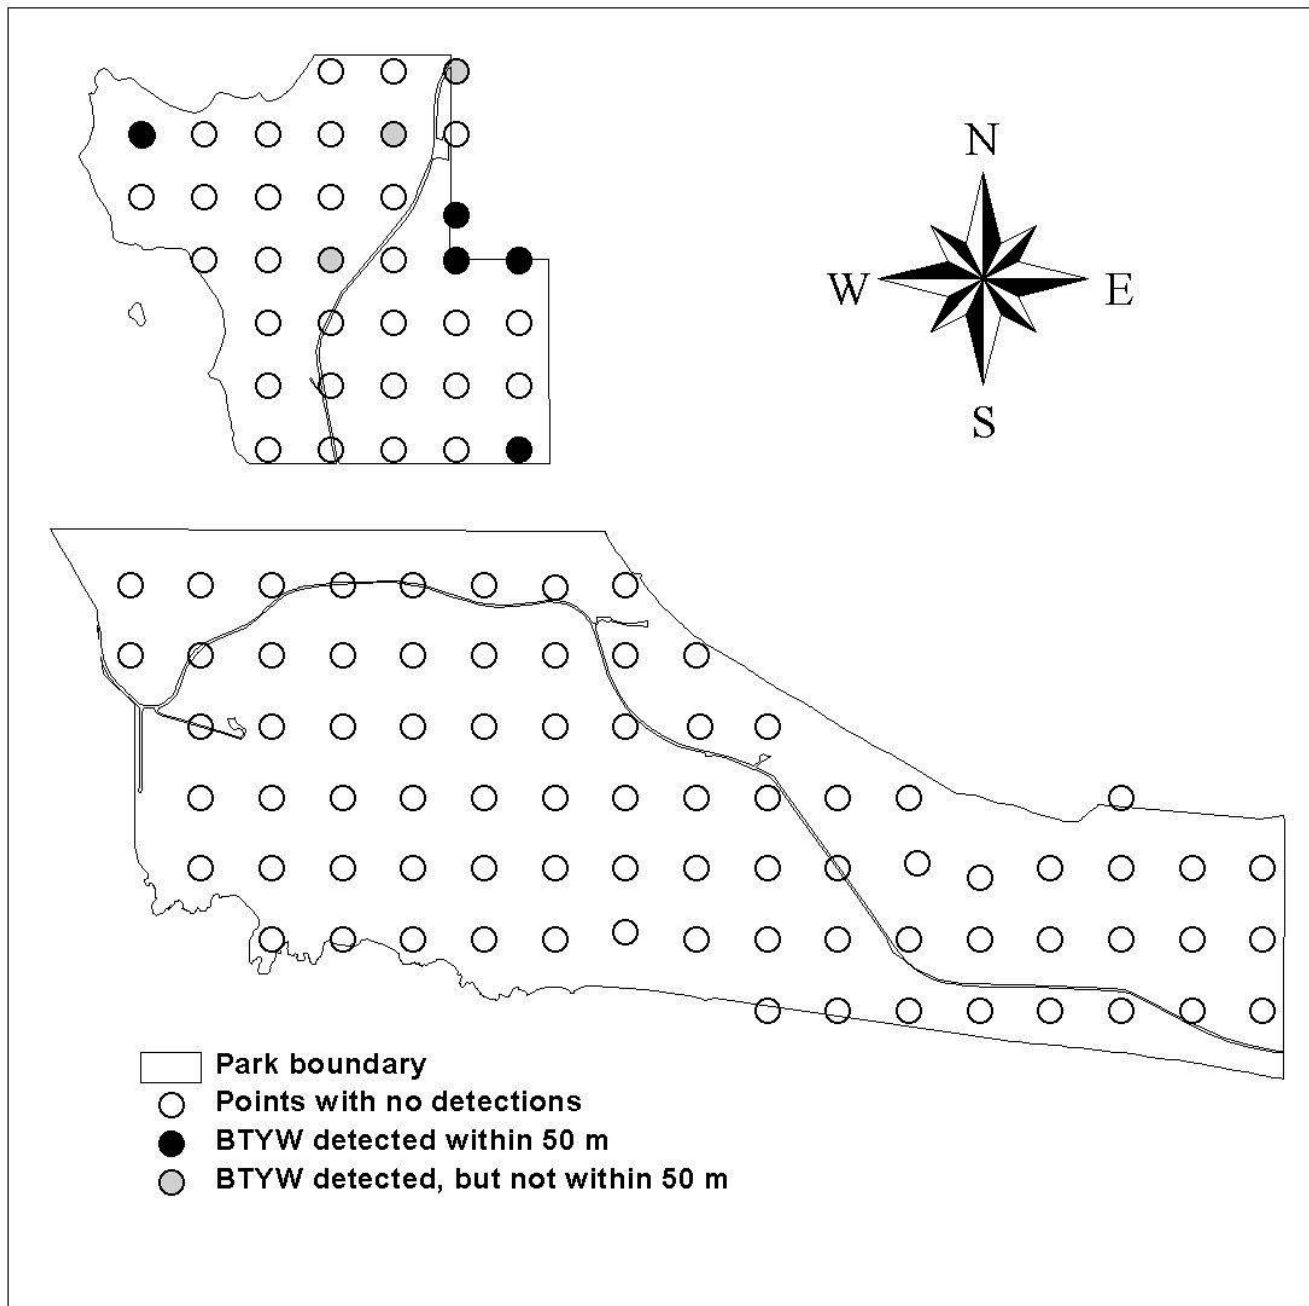 N
W E
S
Park boundary
Points with no detections
BTYW detected within 50 m
BTYW detected, but not within 50 m